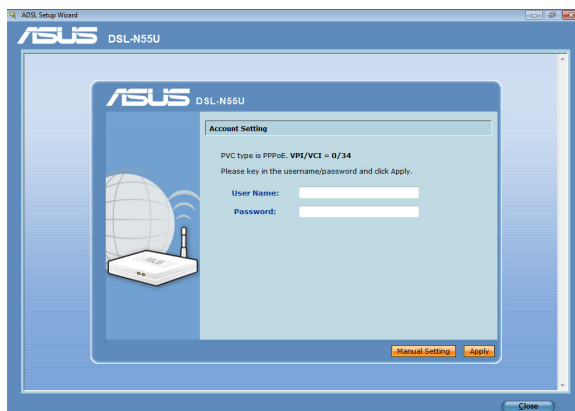 ADSL Setup Wizard
ASUS DSL-N55U
ASUS DSL-N55U
Account Setting
PVC type is PPPoE. VPI/VCI = 0/34
Please key in the username/password and click Apply.
User Name:
Password:
Manual Setting Apply
Close